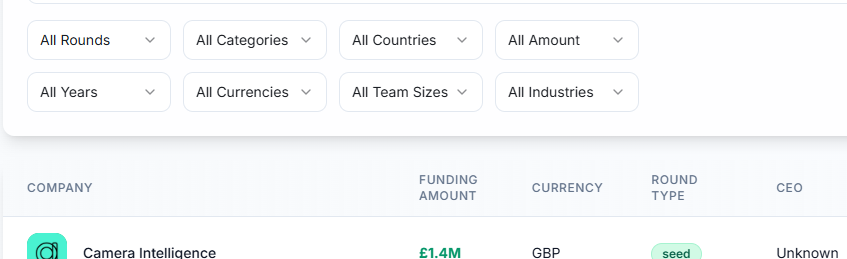 All Rounds All Categories All Countries All Amount
All Years All Currencies All Team Sizes All Industries
COMPANY FUNDING AMOUNT CURRENCY ROUND TYPE CEO
Camera Intelligence £1.4M GBP seed Unknown